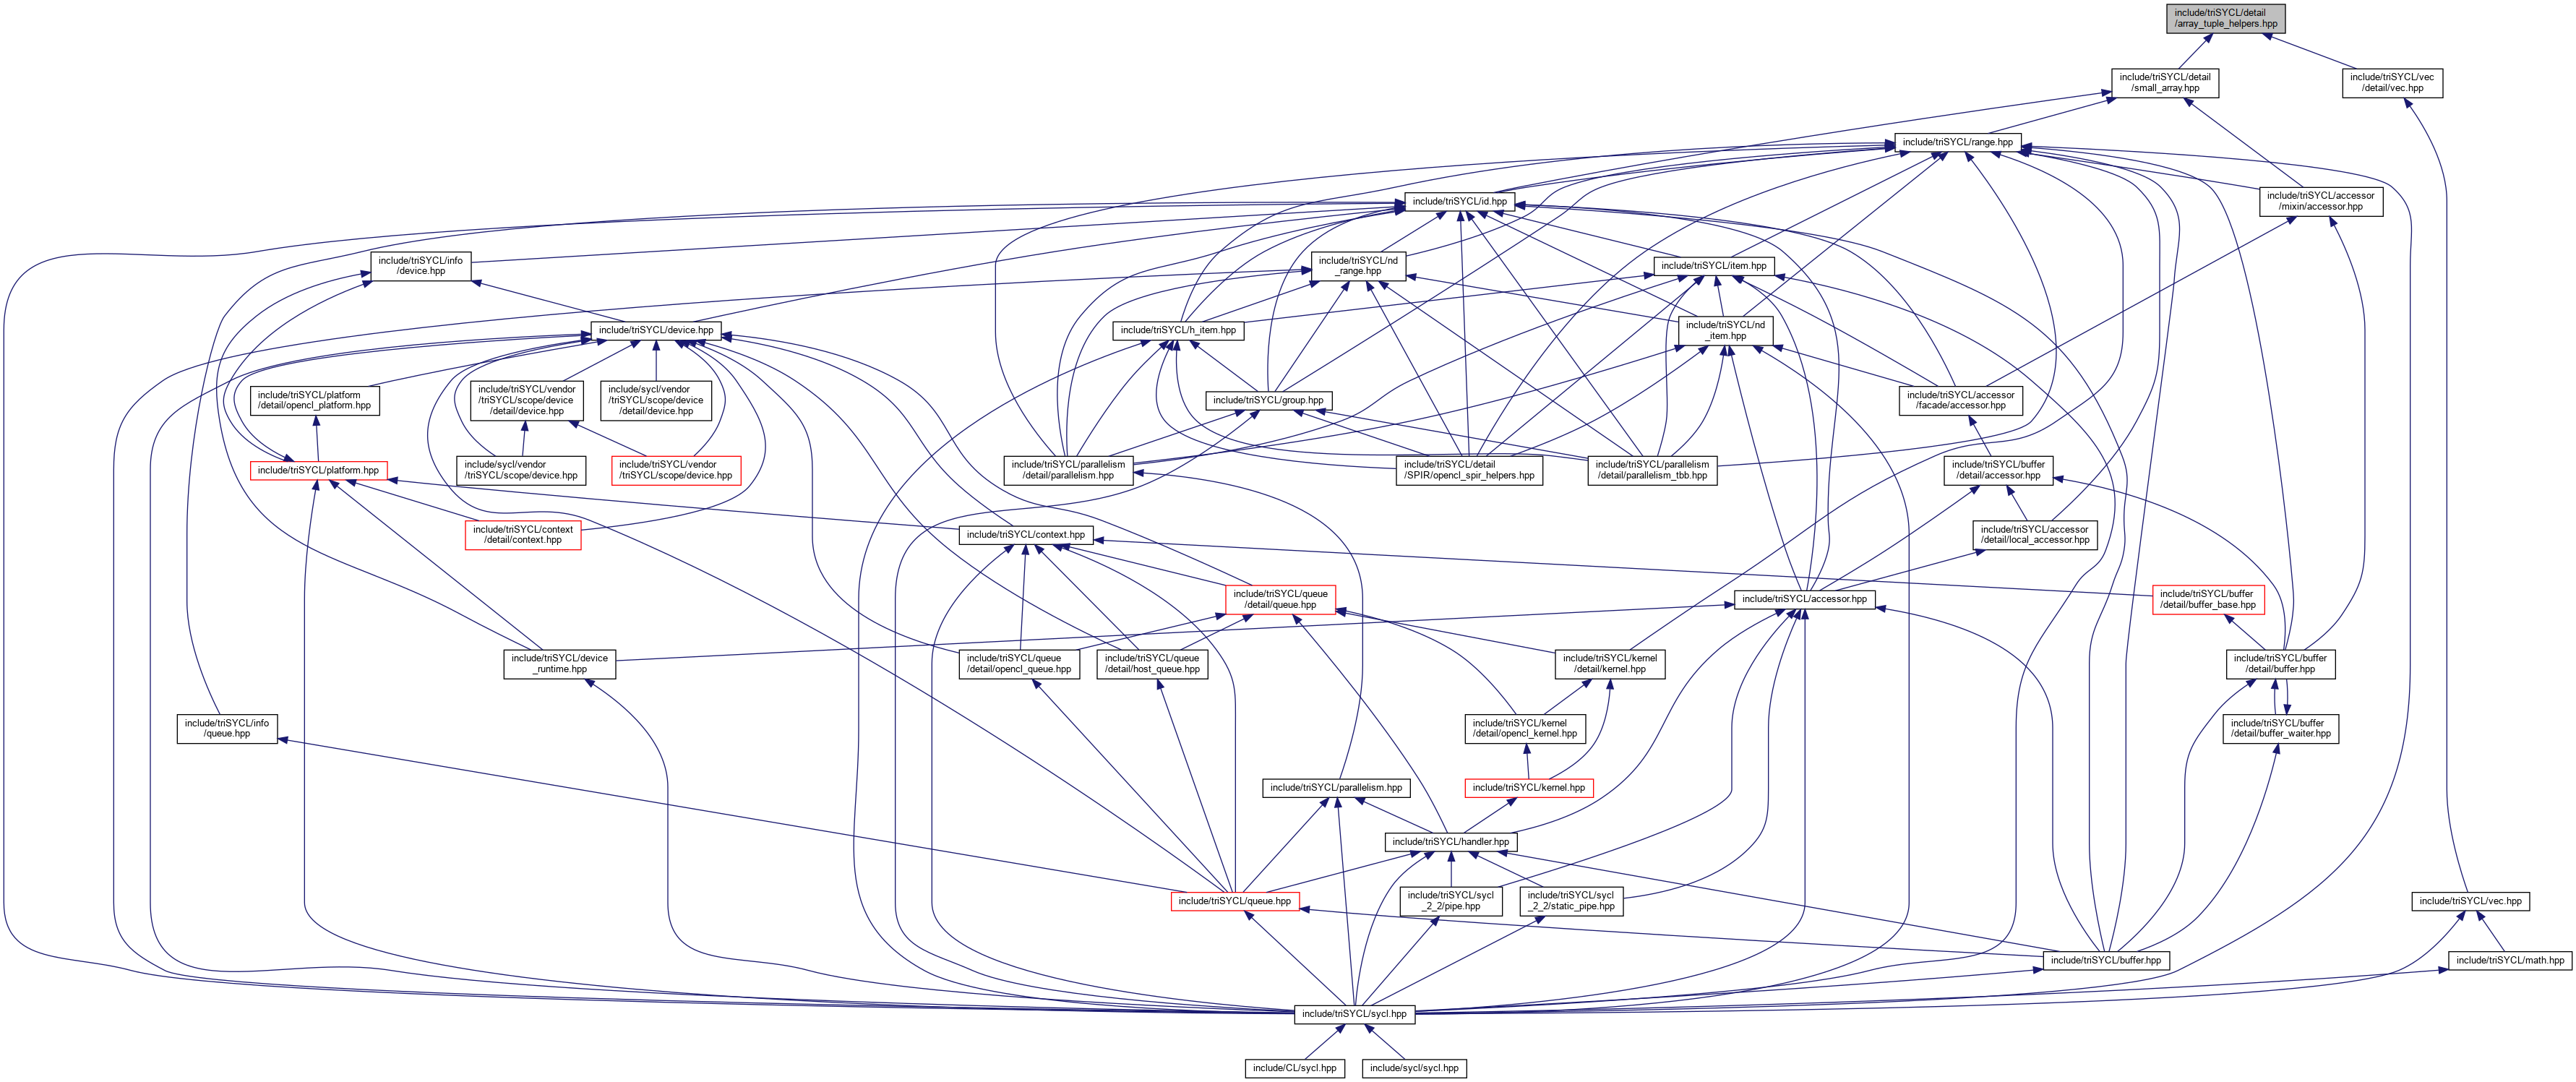 include/triSYCL/detail
/array_tuple_helpers.hpp
include/triSYCL/detail
/small_array.hpp
include/triSYCL/vec
/detail/vec.hpp
include/triSYCL/range.hpp
include/triSYCL/id.hpp
include/triSYCL/accessor
/mixin/accessor.hpp
include/triSYCL/info
/device.hpp
include/triSYCL/nd
_range.hpp
include/triSYCL/item.hpp
include/triSYCL/device.hpp
include/triSYCL/h_item.hpp
include/triSYCL/nd
_item.hpp
include/triSYCL/platform
/detail/opencl_platform.hpp
include/triSYCL/vendor
/triSYCL/scope/device
/detail/device.hpp
include/sycl/vendor
/triSYCL/scope/device
/detail/device.hpp
include/triSYCL/group.hpp
include/triSYCL/accessor
/facade/accessor.hpp
include/triSYCL/platform.hpp
include/sycl/vendor
/triSYCL/scope/device.hpp
include/triSYCL/vendor
/triSYCL/scope/device.hpp
include/triSYCL/parallelism
/detail/parallelism.hpp
include/triSYCL/detail
/SPIR/opencl_spir_helpers.hpp
include/triSYCL/parallelism
/detail/parallelism_tbb.hpp
include/triSYCL/buffer
/detail/accessor.hpp
include/triSYCL/context
/detail/context.hpp
include/triSYCL/context.hpp
include/triSYCL/accessor
/detail/local_accessor.hpp
include/triSYCL/queue
/detail/queue.hpp
include/triSYCL/accessor.hpp
include/triSYCL/buffer
/detail/buffer_base.hpp
include/triSYCL/device
_runtime.hpp
include/triSYCL/queue
/detail/opencl_queue.hpp
include/triSYCL/queue
/detail/host_queue.hpp
include/triSYCL/kernel
/detail/kernel.hpp
include/triSYCL/buffer
/detail/buffer.hpp
include/triSYCL/info
/queue.hpp
include/triSYCL/kernel
/detail/opencl_kernel.hpp
include/triSYCL/buffer
/detail/buffer_waiter.hpp
include/triSYCL/parallelism.hpp
include/triSYCL/kernel.hpp
include/triSYCL/handler.hpp
include/triSYCL/queue.hpp
include/triSYCL/sycl
_2_2/pipe.hpp
include/triSYCL/sycl
_2_2/static_pipe.hpp
include/triSYCL/vec.hpp
include/triSYCL/buffer.hpp
include/triSYCL/math.hpp
include/triSYCL/sycl.hpp
include/CL/sycl.hpp
include/sycl/sycl.hpp